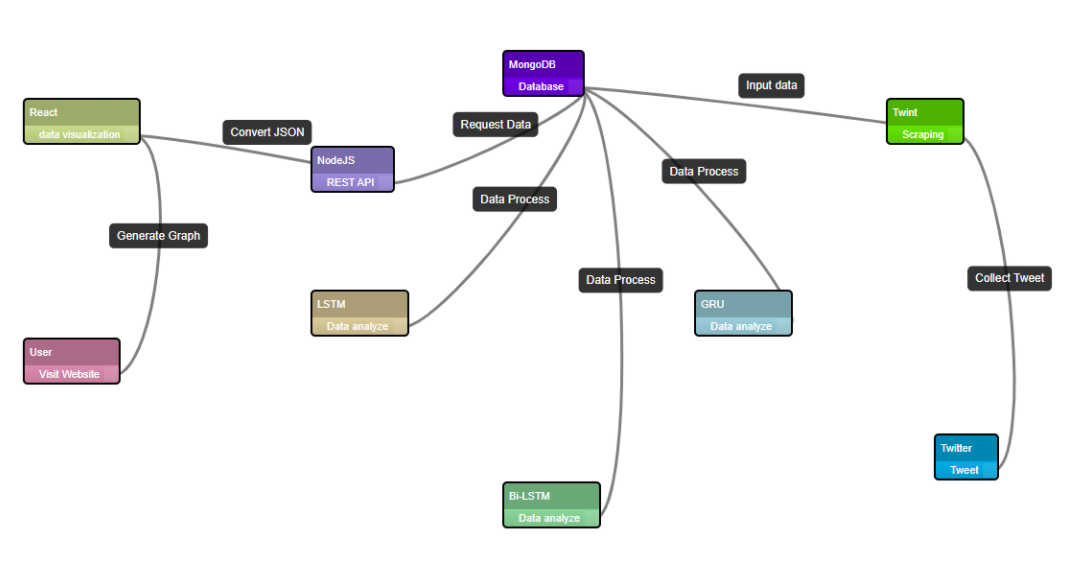 MongoDB
Database
Input data
React
data visualization
Twint
Scraping
Convert JSON
Request Data
NodeJS
REST API
Data Process
Data Process
Generate Graph
Data Process
Collect Tweet
LSTM
Data analyze
GRU
Data analyze
User
Visit Website
Twitter
Tweet
Bi-LSTM
Data analyze